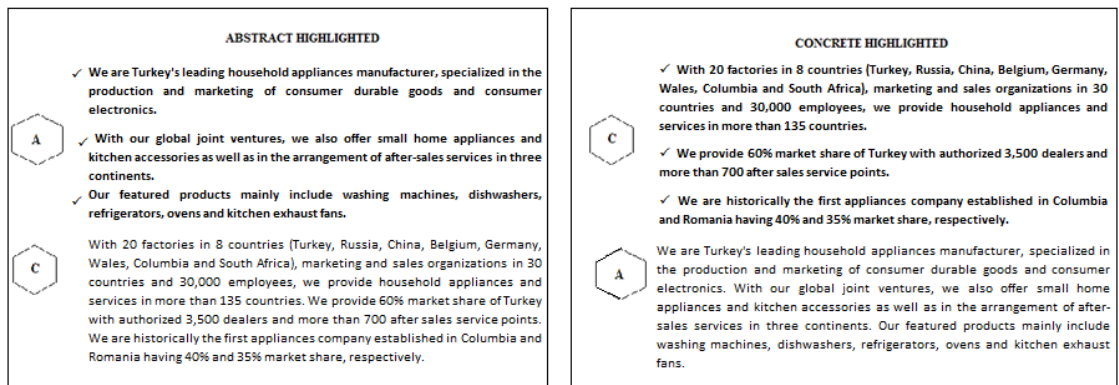 ABSTRACT HIGHLIGHTED
✓ We are Turkey's leading household appliances manufacturer, specialized in the
production and marketing of consumer durable goods and consumer
electronics.
A
✓ With our global joint ventures, we also offer small home appliances and
kitchen accessories as well as in the arrangement of after-sales services in three
continents.
✓ Our featured products mainly include washing machines, dishwashers,
refrigerators, ovens and kitchen exhaust fans.
C
With 20 factories in 8 countries (Turkey, Russia, China, Belgium, Germany,
Wales, Columbia and South Africa), marketing and sales organizations in 30
countries and 30,000 employees, we provide household appliances and
services in more than 135 countries. We provide 60% market share of Turkey
with authorized 3,500 dealers and more than 700 after sales service points.
We are historically the first appliances company established in Columbia and
Romania having 40% and 35% market share, respectively.
CONCRETE HIGHLIGHTED
✓ With 20 factories in 8 countries (Turkey, Russia, China, Belgium, Germany,
Wales, Columbia and South Africa), marketing and sales organizations in 30
countries and 30,000 employees, we provide household appliances and
services in more than 135 countries.
C
✓ We provide 60% market share of Turkey with authorized 3,500 dealers and
more than 700 after sales service points.
✓ We are historically the first appliances company established in Columbia
and Romania having 40% and 35% market share, respectively.
A
We are Turkey's leading household appliances manufacturer, specialized in
the production and marketing of consumer durable goods and consumer
electronics. With our global joint ventures, we also offer small home
appliances and kitchen accessories as well as in the arrangement of after-
sales services in three continents. Our featured products mainly include
washing machines, dishwashers, refrigerators, ovens and kitchen exhaust
fans.